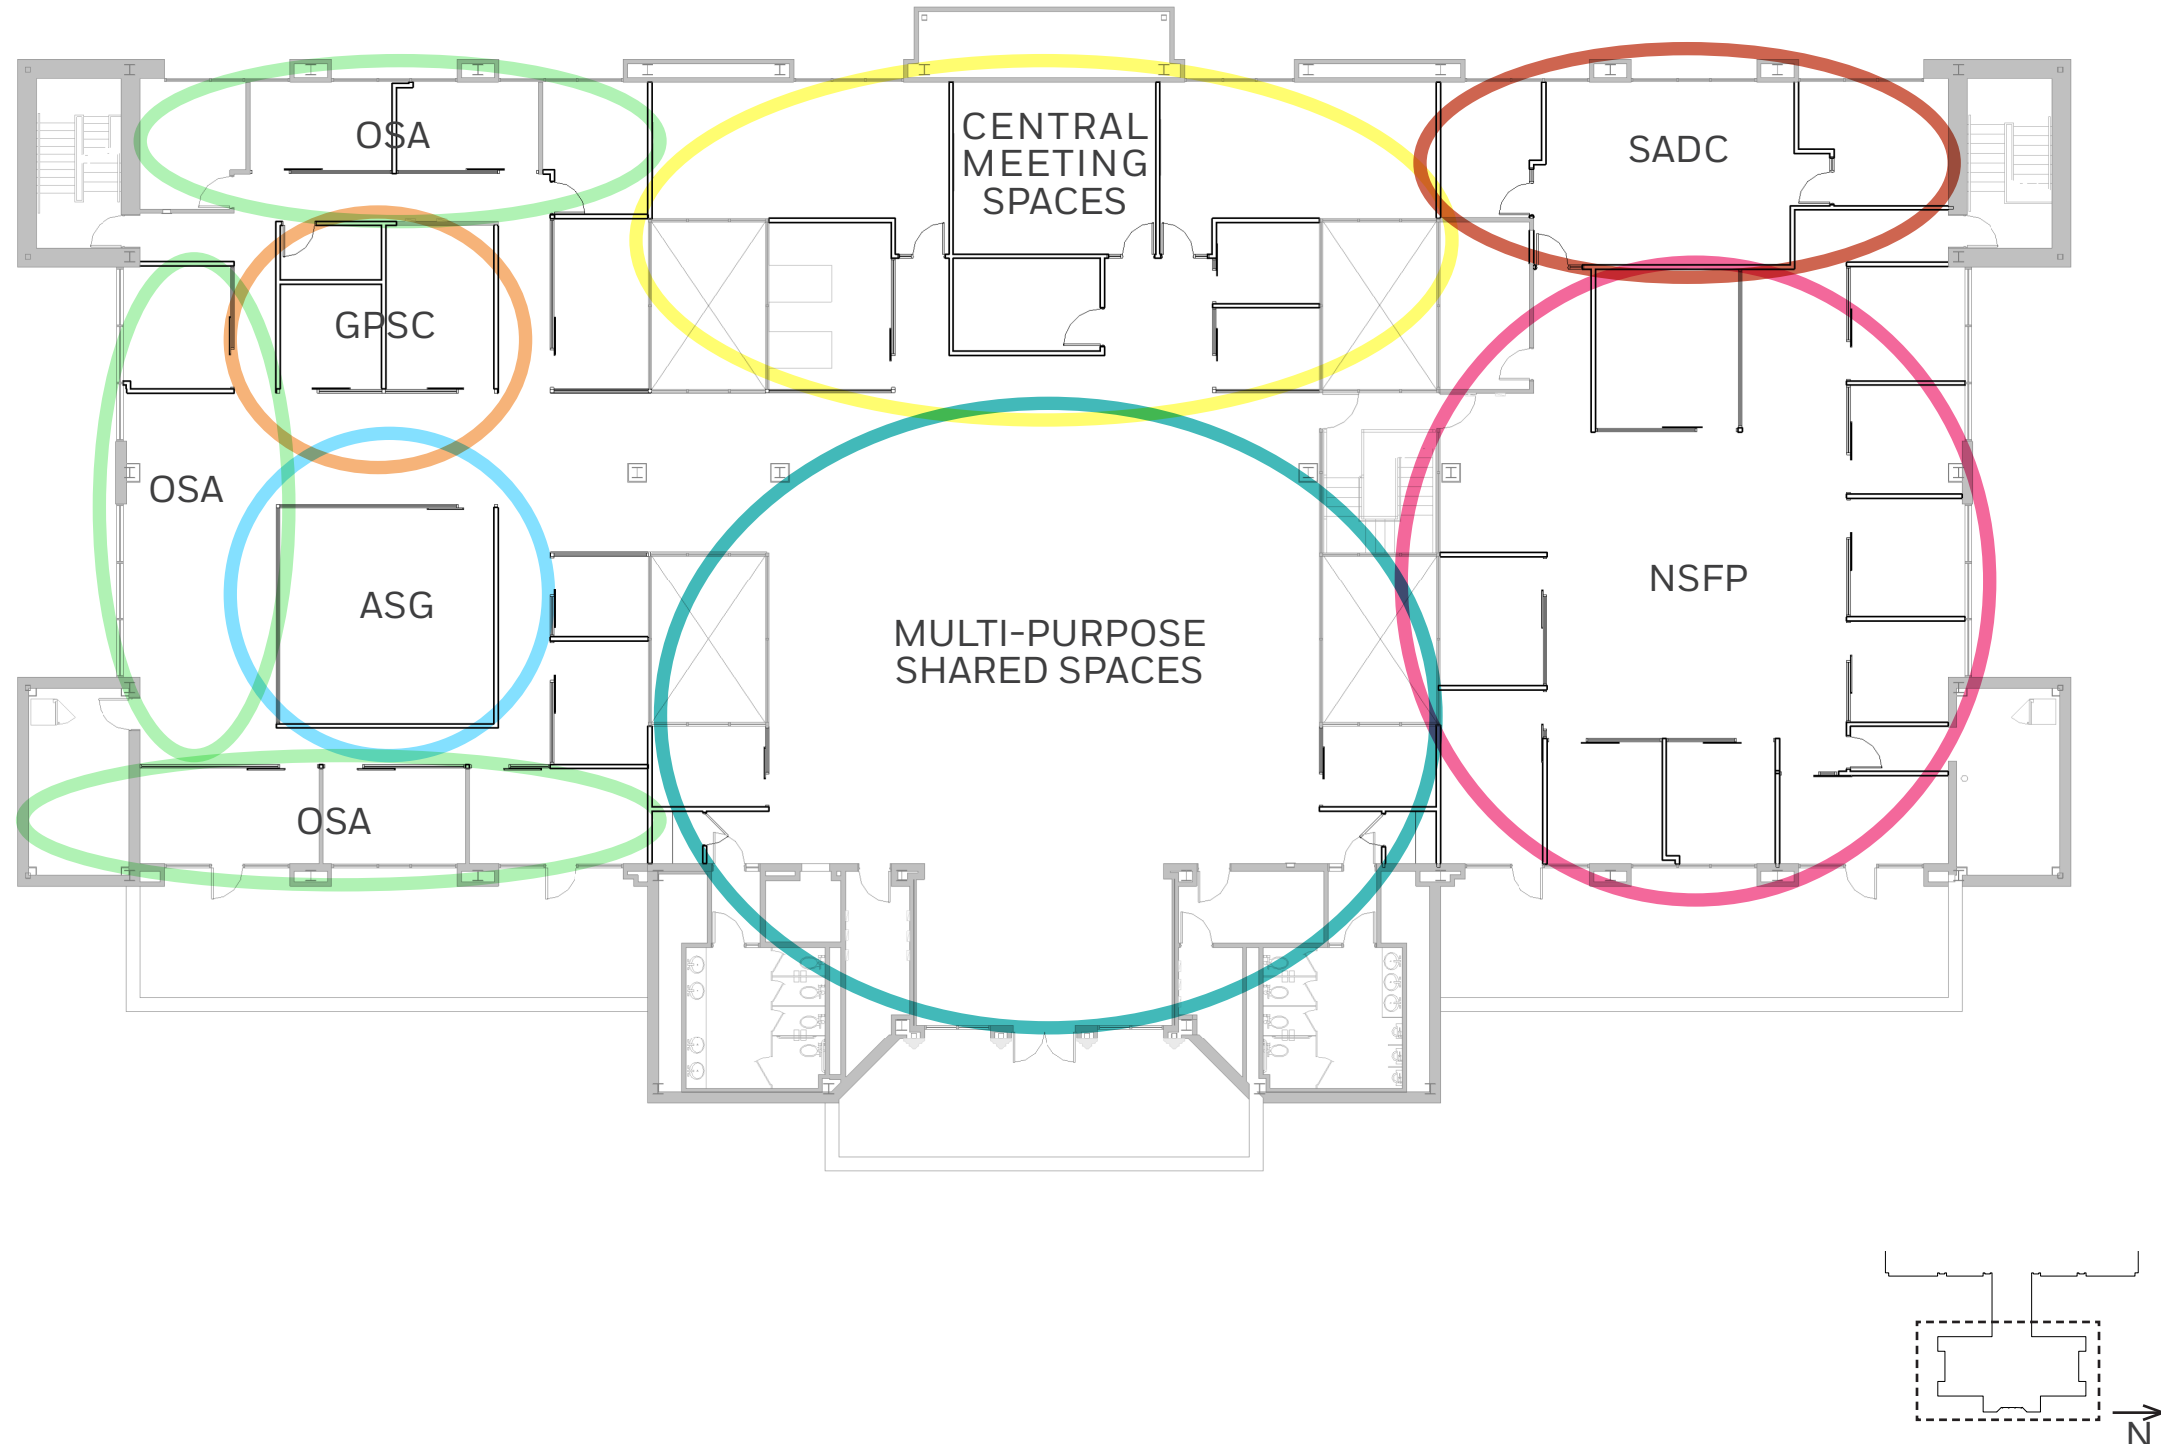 OSA
CENTRAL
MEETING
SPACES
SADC
GPSC
OSA
ASG
MULTI-PURPOSE
SHARED SPACES
NSFP
OSA
N